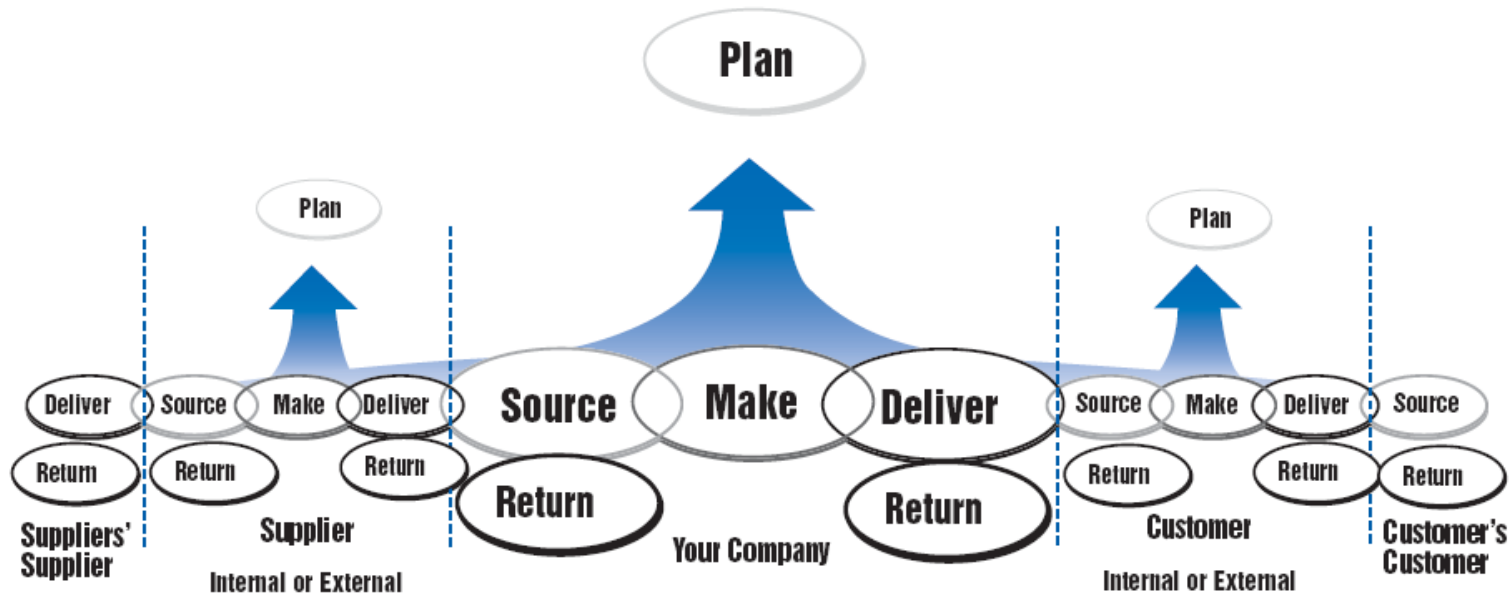 Plan
Plan
Plan
Deliver
Source
Make
Deliver
Source
Make
Deliver
Source
Make
Deliver
Source
Return
Return
Return
Return
Return
Return
Return
Return
Suppliers'
Supplier
Supplier
Internal or External
Your Company
Customer
Internal or External
Customer's
Customer